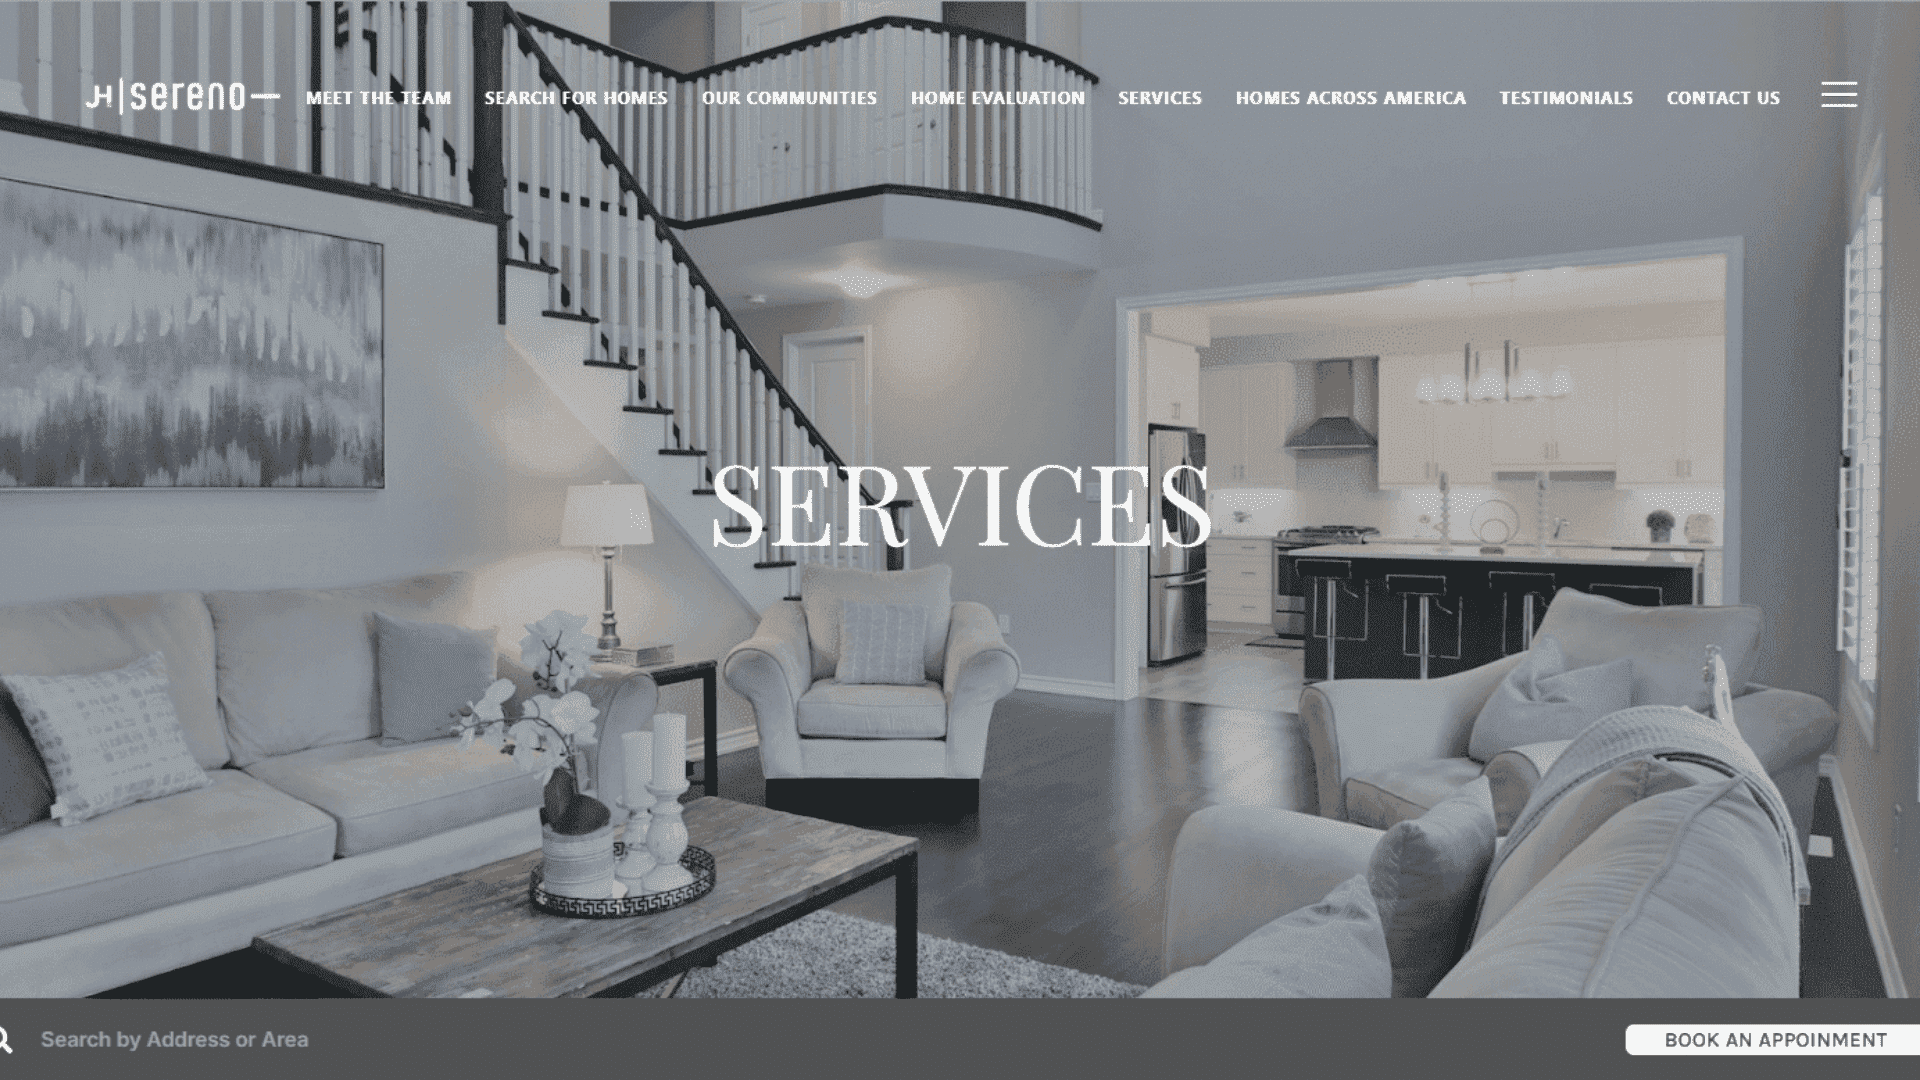 JH|sereno—
MEET THE TEAM SEARCH FOR HOMES OUR COMMUNITIES HOME EVALUATION SERVICES HOMES ACROSS AMERICA TESTIMONIALS CONTACT US
SERVICES
Search by Address or Area
BOOK AN APPOINMENT